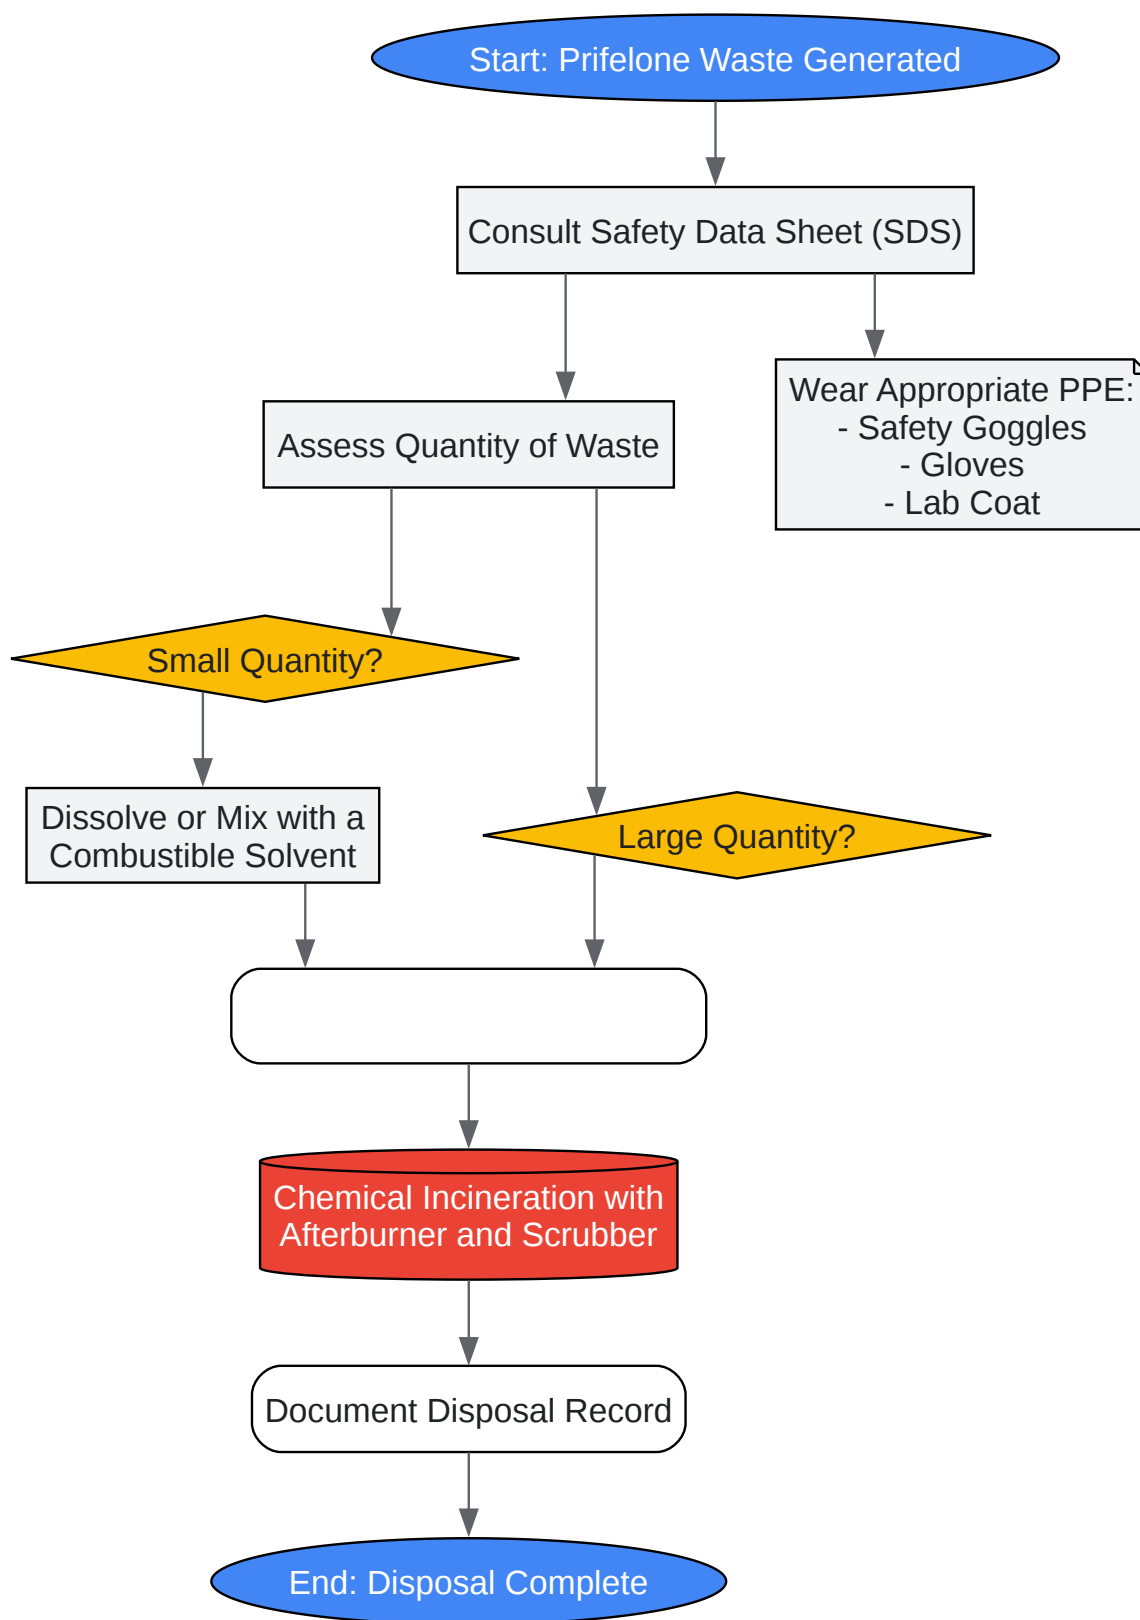 Start: Prifelone Waste Generated
Consult Safety Data Sheet (SDS)
Wear Appropriate PPE:
- Safety Goggles
- Gloves
- Lab Coat
Assess Quantity of Waste
Small Quantity?
Dissolve or Mix with a
Combustible Solvent
Large Quantity?
Chemical Incineration with
Afterburner and Scrubber
Document Disposal Record
End: Disposal Complete